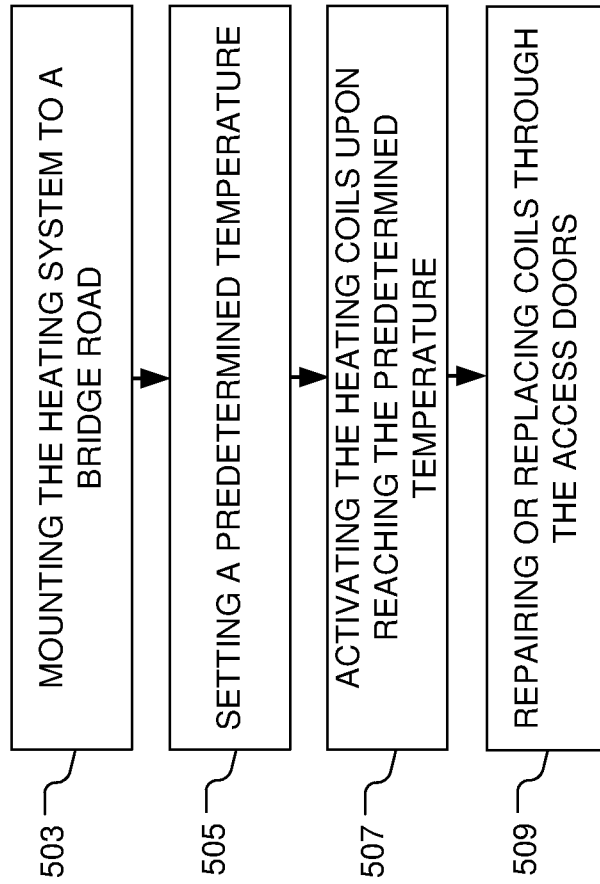 503
MOUNTING THE HEATING SYSTEM TO A
BRIDGE ROAD
505
SETTING A PREDETERMINED TEMPERATURE
507
ACTIVATING THE HEATING COILS UPON
REACHING THE PREDETERMINED
TEMPERATURE
509
REPAIRING OR REPLACING COILS THROUGH
THE ACCESS DOORS